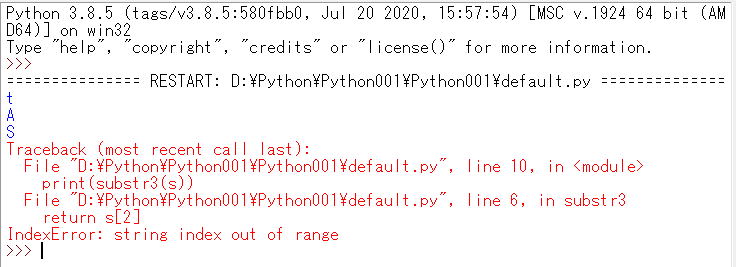 Python 3.8.5 (tags/v3.8.5:580fbb0, Jul 20 2020, 15:57:54) [MSC v.1924 64 bit (AM
D64)] on win32
Type "help", "copyright", "credits" or "license()" for more information.
>>>
=============== RESTART: D:¥Python¥Python001¥Python001¥default.py ==============
t
A
S
Traceback (most recent call last):
  File "D:¥Python¥Python001¥Python001¥default.py", line 10, in <module>
    print(substr3(s))
  File "D:¥Python¥Python001¥Python001¥default.py", line 6, in substr3
    return s[2]
IndexError: string index out of range
>>>